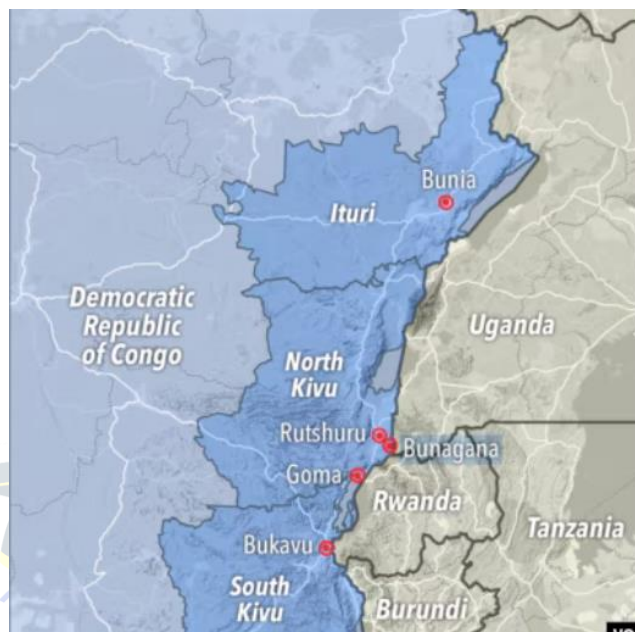 Bunia
Ituri
Democratic
Republic
of Congo
Uganda
North
Kivu
Rutshuru
Bunagana
Goma
Rwanda
Tanzania
Bukavu
South
Kivu
Burundi